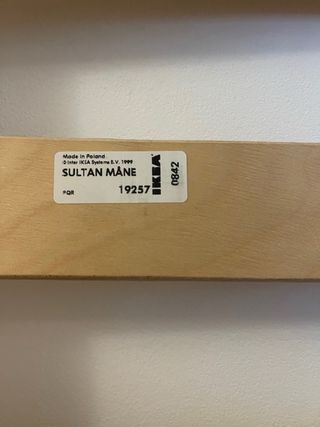 Made in Poland
© Inter IKEA Systems B.V. 1999
SULTAN MÅNE
PQR 19257
IKEA
0842